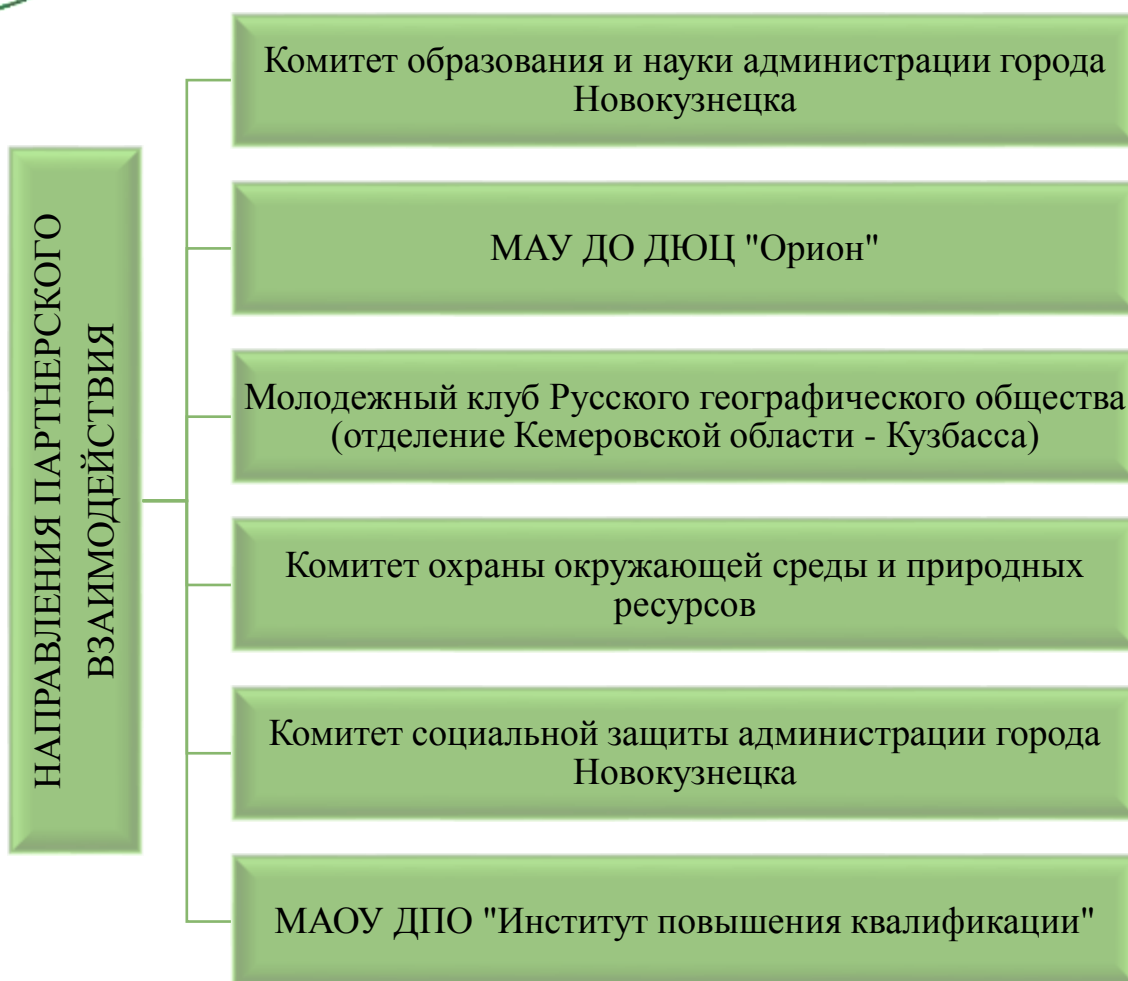 НАПРАВЛЕНИЯ ПАРТНЕРСКОГО
ВЗАИМОДЕЙСТВИЯ
Комитет образования и науки администрации города
Новокузнецка
МАУ ДО ДЮЦ "Орион"
Молодежный клуб Русского географического общества
(отделение Кемеровской области - Кузбасса)
Комитет охраны окружающей среды и природных
ресурсов
Комитет социальной защиты администрации города
Новокузнецка
МАОУ ДПО "Институт повышения квалификации"